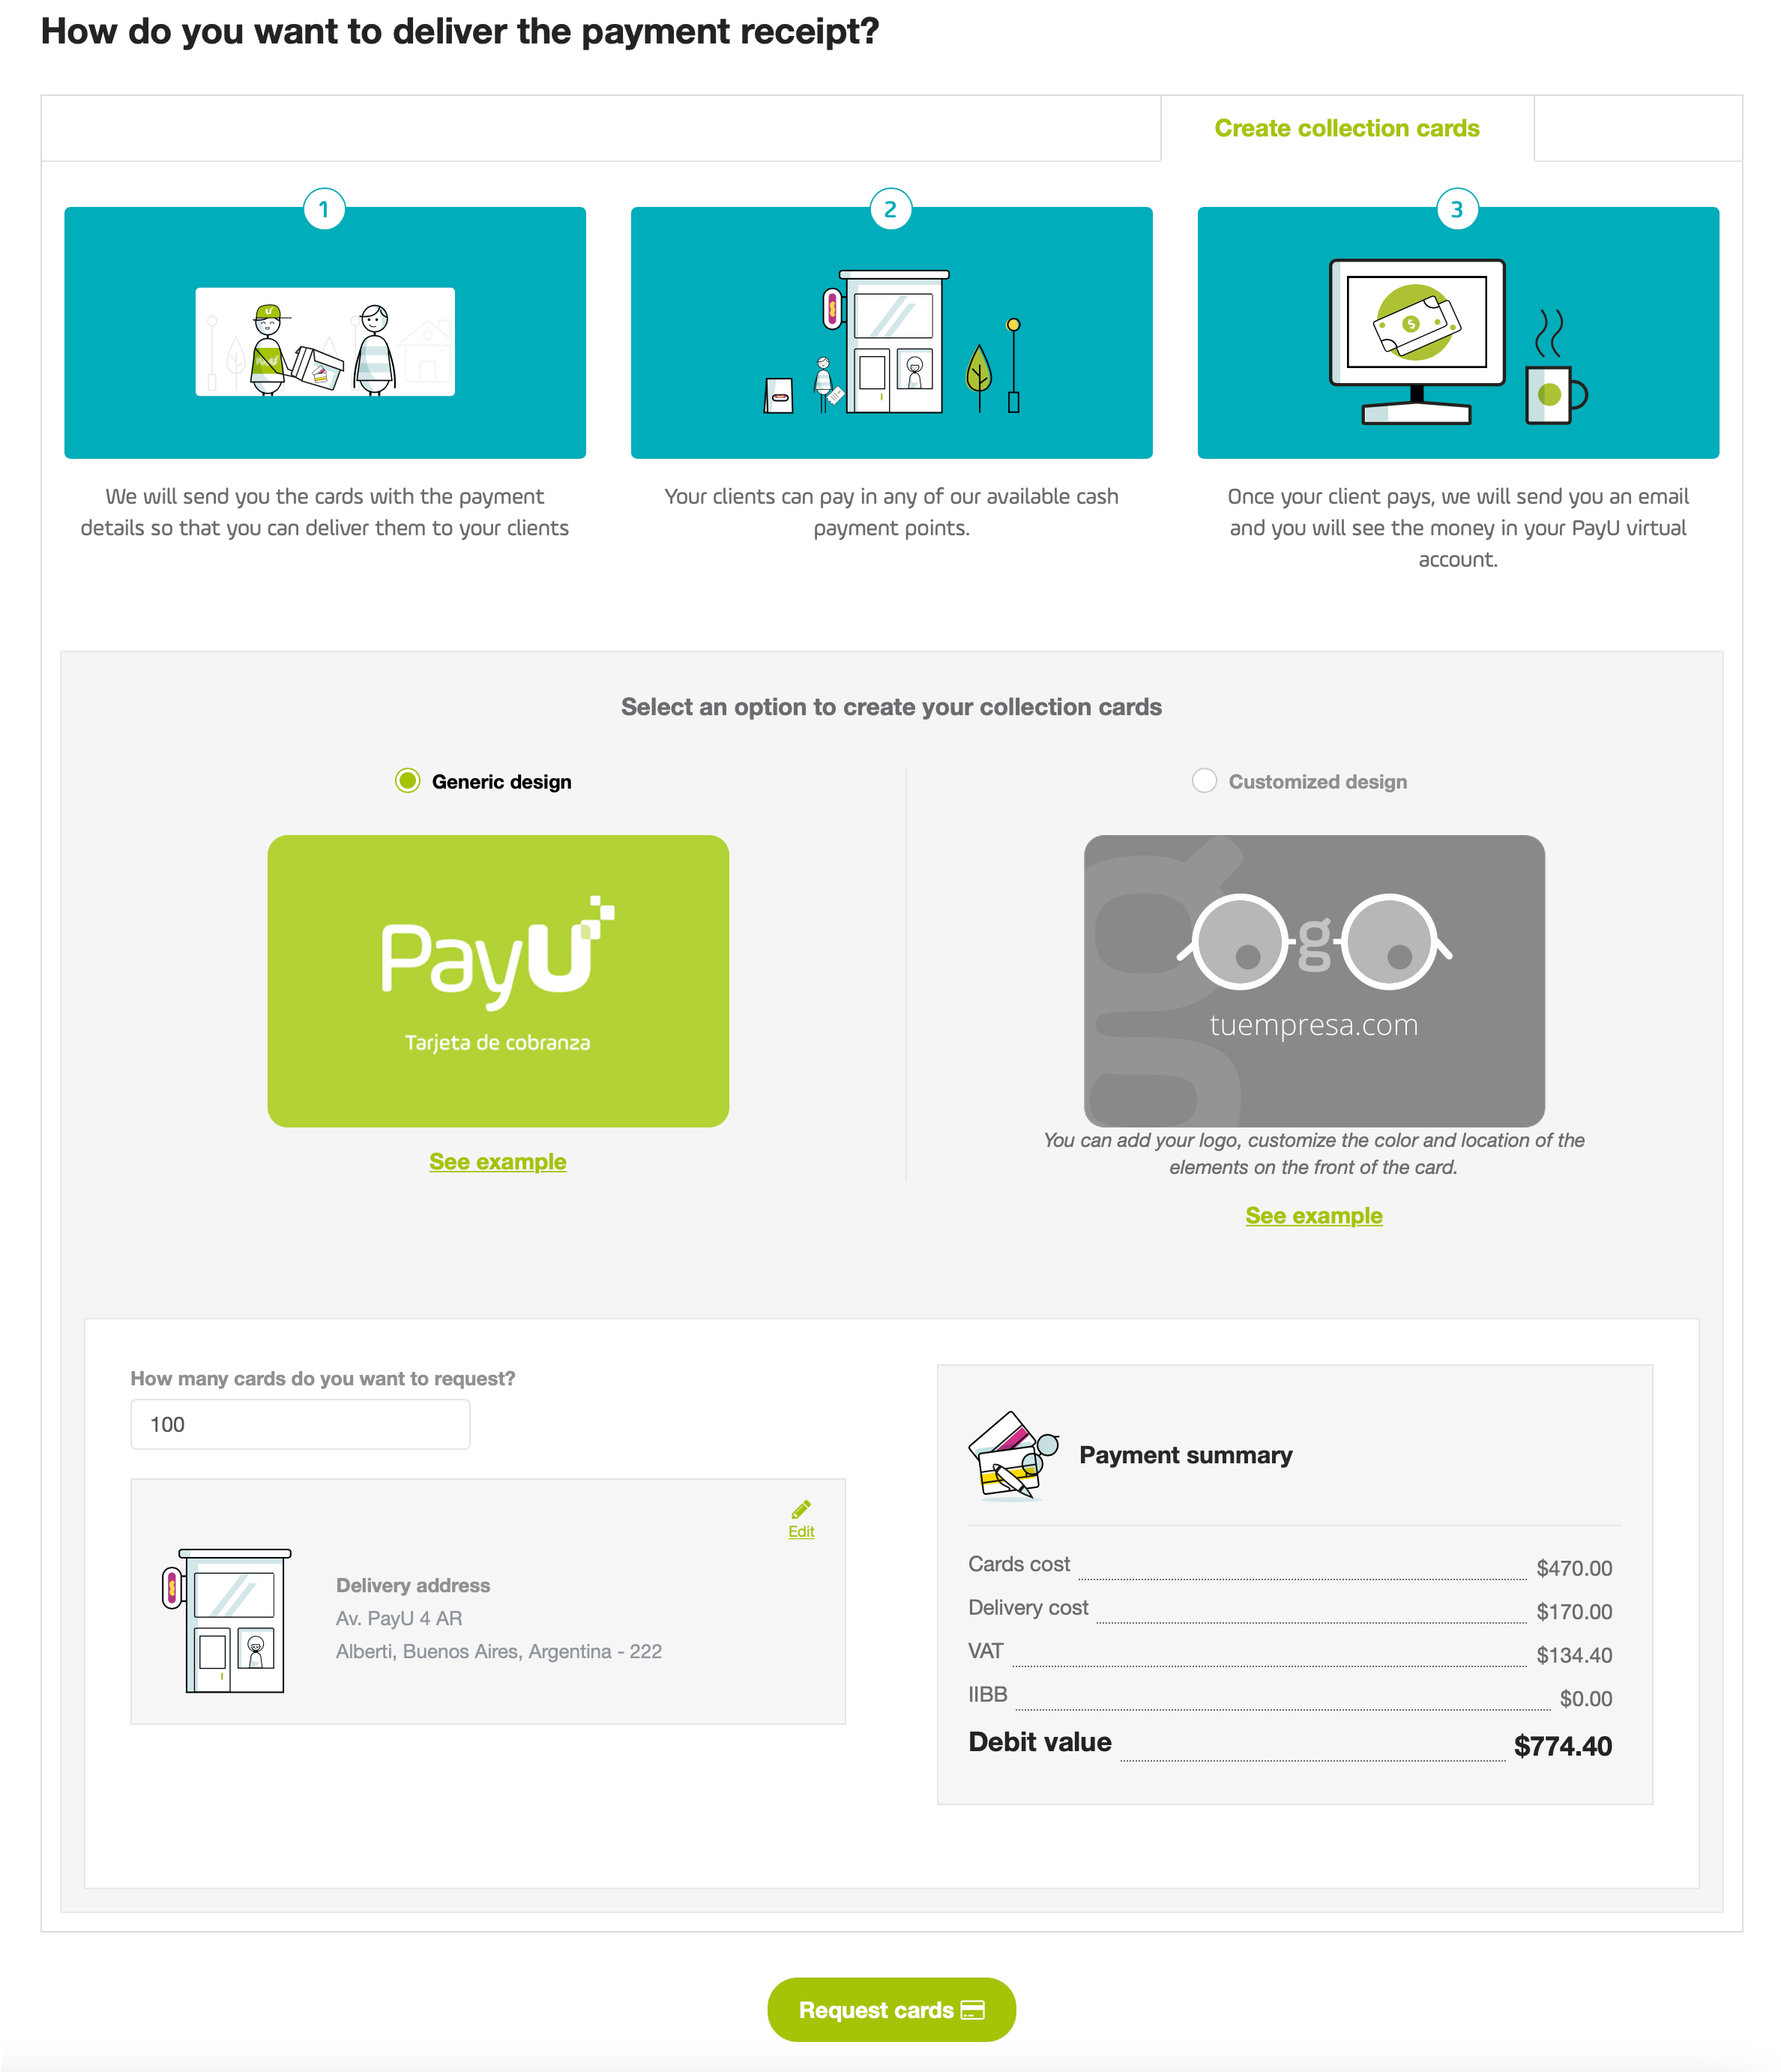 How do you want to deliver the payment receipt?
Create collection cards
1
2
3
We will send you the cards with the payment
details so that you can deliver them to your clients
Your clients can pay in any of our available cash
payment points.
Once your client pays, we will send you an email
and you will see the money in your PayU virtual
account.
Select an option to create your collection cards
Generic design
PayU
Tarjeta de cobranza
See example
Customized design
g
tuempresa.com
You can add your logo, customize the color and location of the
elements on the front of the card.
See example
How many cards do you want to request?
100
Edit
Delivery address
Av. PayU 4 AR
Alberti, Buenos Aires, Argentina - 222
Payment summary
Cards cost $470.00
Delivery cost $170.00
VAT $134.40
IIBB $0.00
Debit value $774.40
Request cards